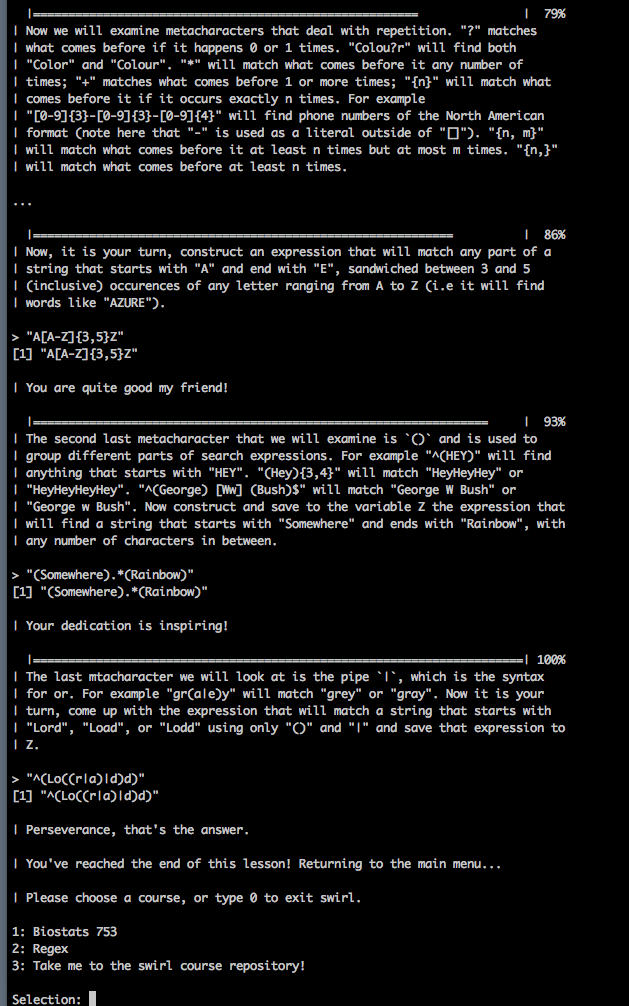 |================================================== | 79%
| Now we will examine metacharacters that deal with repetition. "?" matches
| what comes before if it happens 0 or 1 times. "Colou?r" will find both
| "Color" and "Colour". "*" will match what comes before it any number of
| times; "+" matches what comes before 1 or more times; "{n}" will match what
| comes before it if it occurs exactly n times. For example
| "[0-9]{3}-[0-9]{3}-[0-9]{4}" will find phone numbers of the North American
| format (note here that "-" is used as a literal outside of "[]"). "{n, m}"
| will match what comes before it at least n times but at most m times. "{n,}"
| will match what comes before at least n times.
...
|======================================================= | 86%
| Now, it is your turn, construct an expression that will match any part of a
| string that starts with "A" and end with "E", sandwiched between 3 and 5
| (inclusive) occurences of any letter ranging from A to Z (i.e it will find
| words like "AZURE").
> "A[A-Z]{3,5}Z"
[1] "A[A-Z]{3,5}Z"
| You are quite good my friend!
|============================================================ | 93%
| The second last metacharacter that we will examine is `()` and is used to
| group different parts of search expressions. For example "^(HEY)" will find
| anything that starts with "HEY". "(Hey){3,4}" will match "HeyHeyHey" or
| "HeyHeyHeyHey". "^(George) [Ww] (Bush)$" will match "George W Bush" or
| "George w Bush". Now construct and save to the variable Z the expression that
| will find a string that starts with "Somewhere" and ends with "Rainbow", with
| any number of characters in between.
> "(Somewhere).*(Rainbow)"
[1] "(Somewhere).*(Rainbow)"
| Your dedication is inspiring!
|================================================================| 100%
| The last mtacharacter we will look at is the pipe `|`, which is the syntax
| for or. For example "gr(a|e)y" will match "grey" or "gray". Now it is your
| turn, come up with the expression that will match a string that starts with
| "Lord", "Load", or "Lodd" using only "()" and "|" and save that expression to
| Z.
> "^(Lo((r|a)|d)d)"
[1] "^(Lo((r|a)|d)d)"
| Perseverance, that's the answer.
| You've reached the end of this lesson! Returning to the main menu...
| Please choose a course, or type 0 to exit swirl.
1: Biostats 753
2: Regex
3: Take me to the swirl course repository!
Selection: